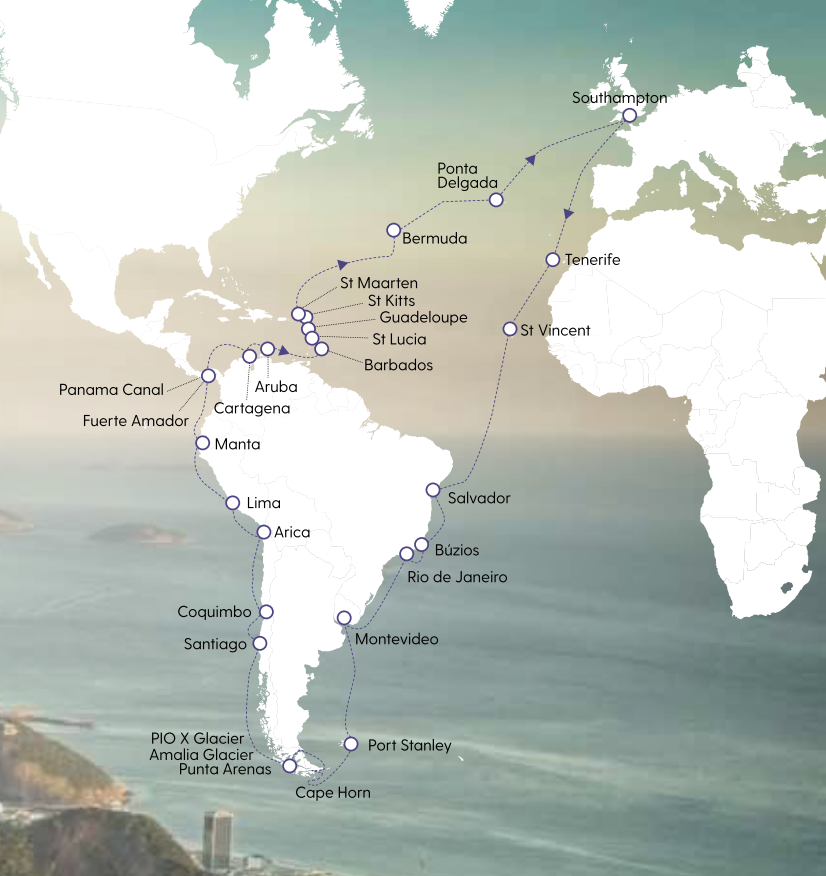 Southampton
Ponta
Delgada
Bermuda
Tenerife
St Maarten
St Kitts
Guadeloupe
St Lucia
St Vincent
Barbados
Aruba
Panama Canal
Cartagena
Fuerte Amador
Manta
Salvador
Lima
Arica
Búzios
Rio de Janeiro
Coquimbo
Montevideo
Santiago
PIO X Glacier
Amalia Glacier
Punta Arenas
Port Stanley
Cape Horn